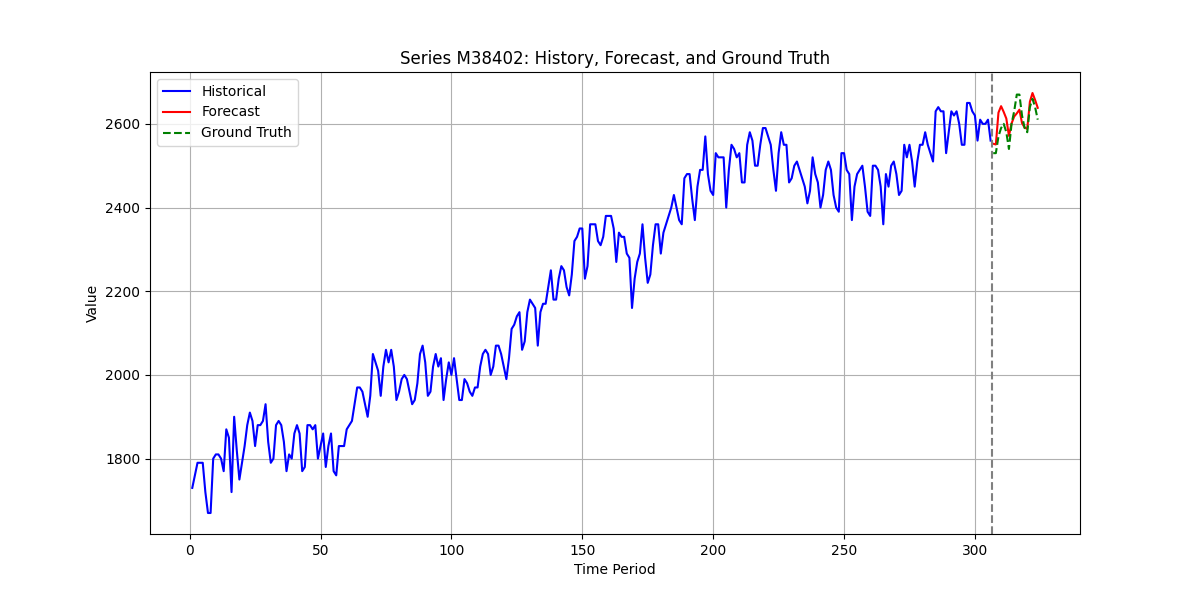 Series M38402: History, Forecast, and Ground Truth
Historical
Forecast
Ground Truth
2600
2400
2200
2000
1800
Value
0 50 100 150 200 250 300
Time Period